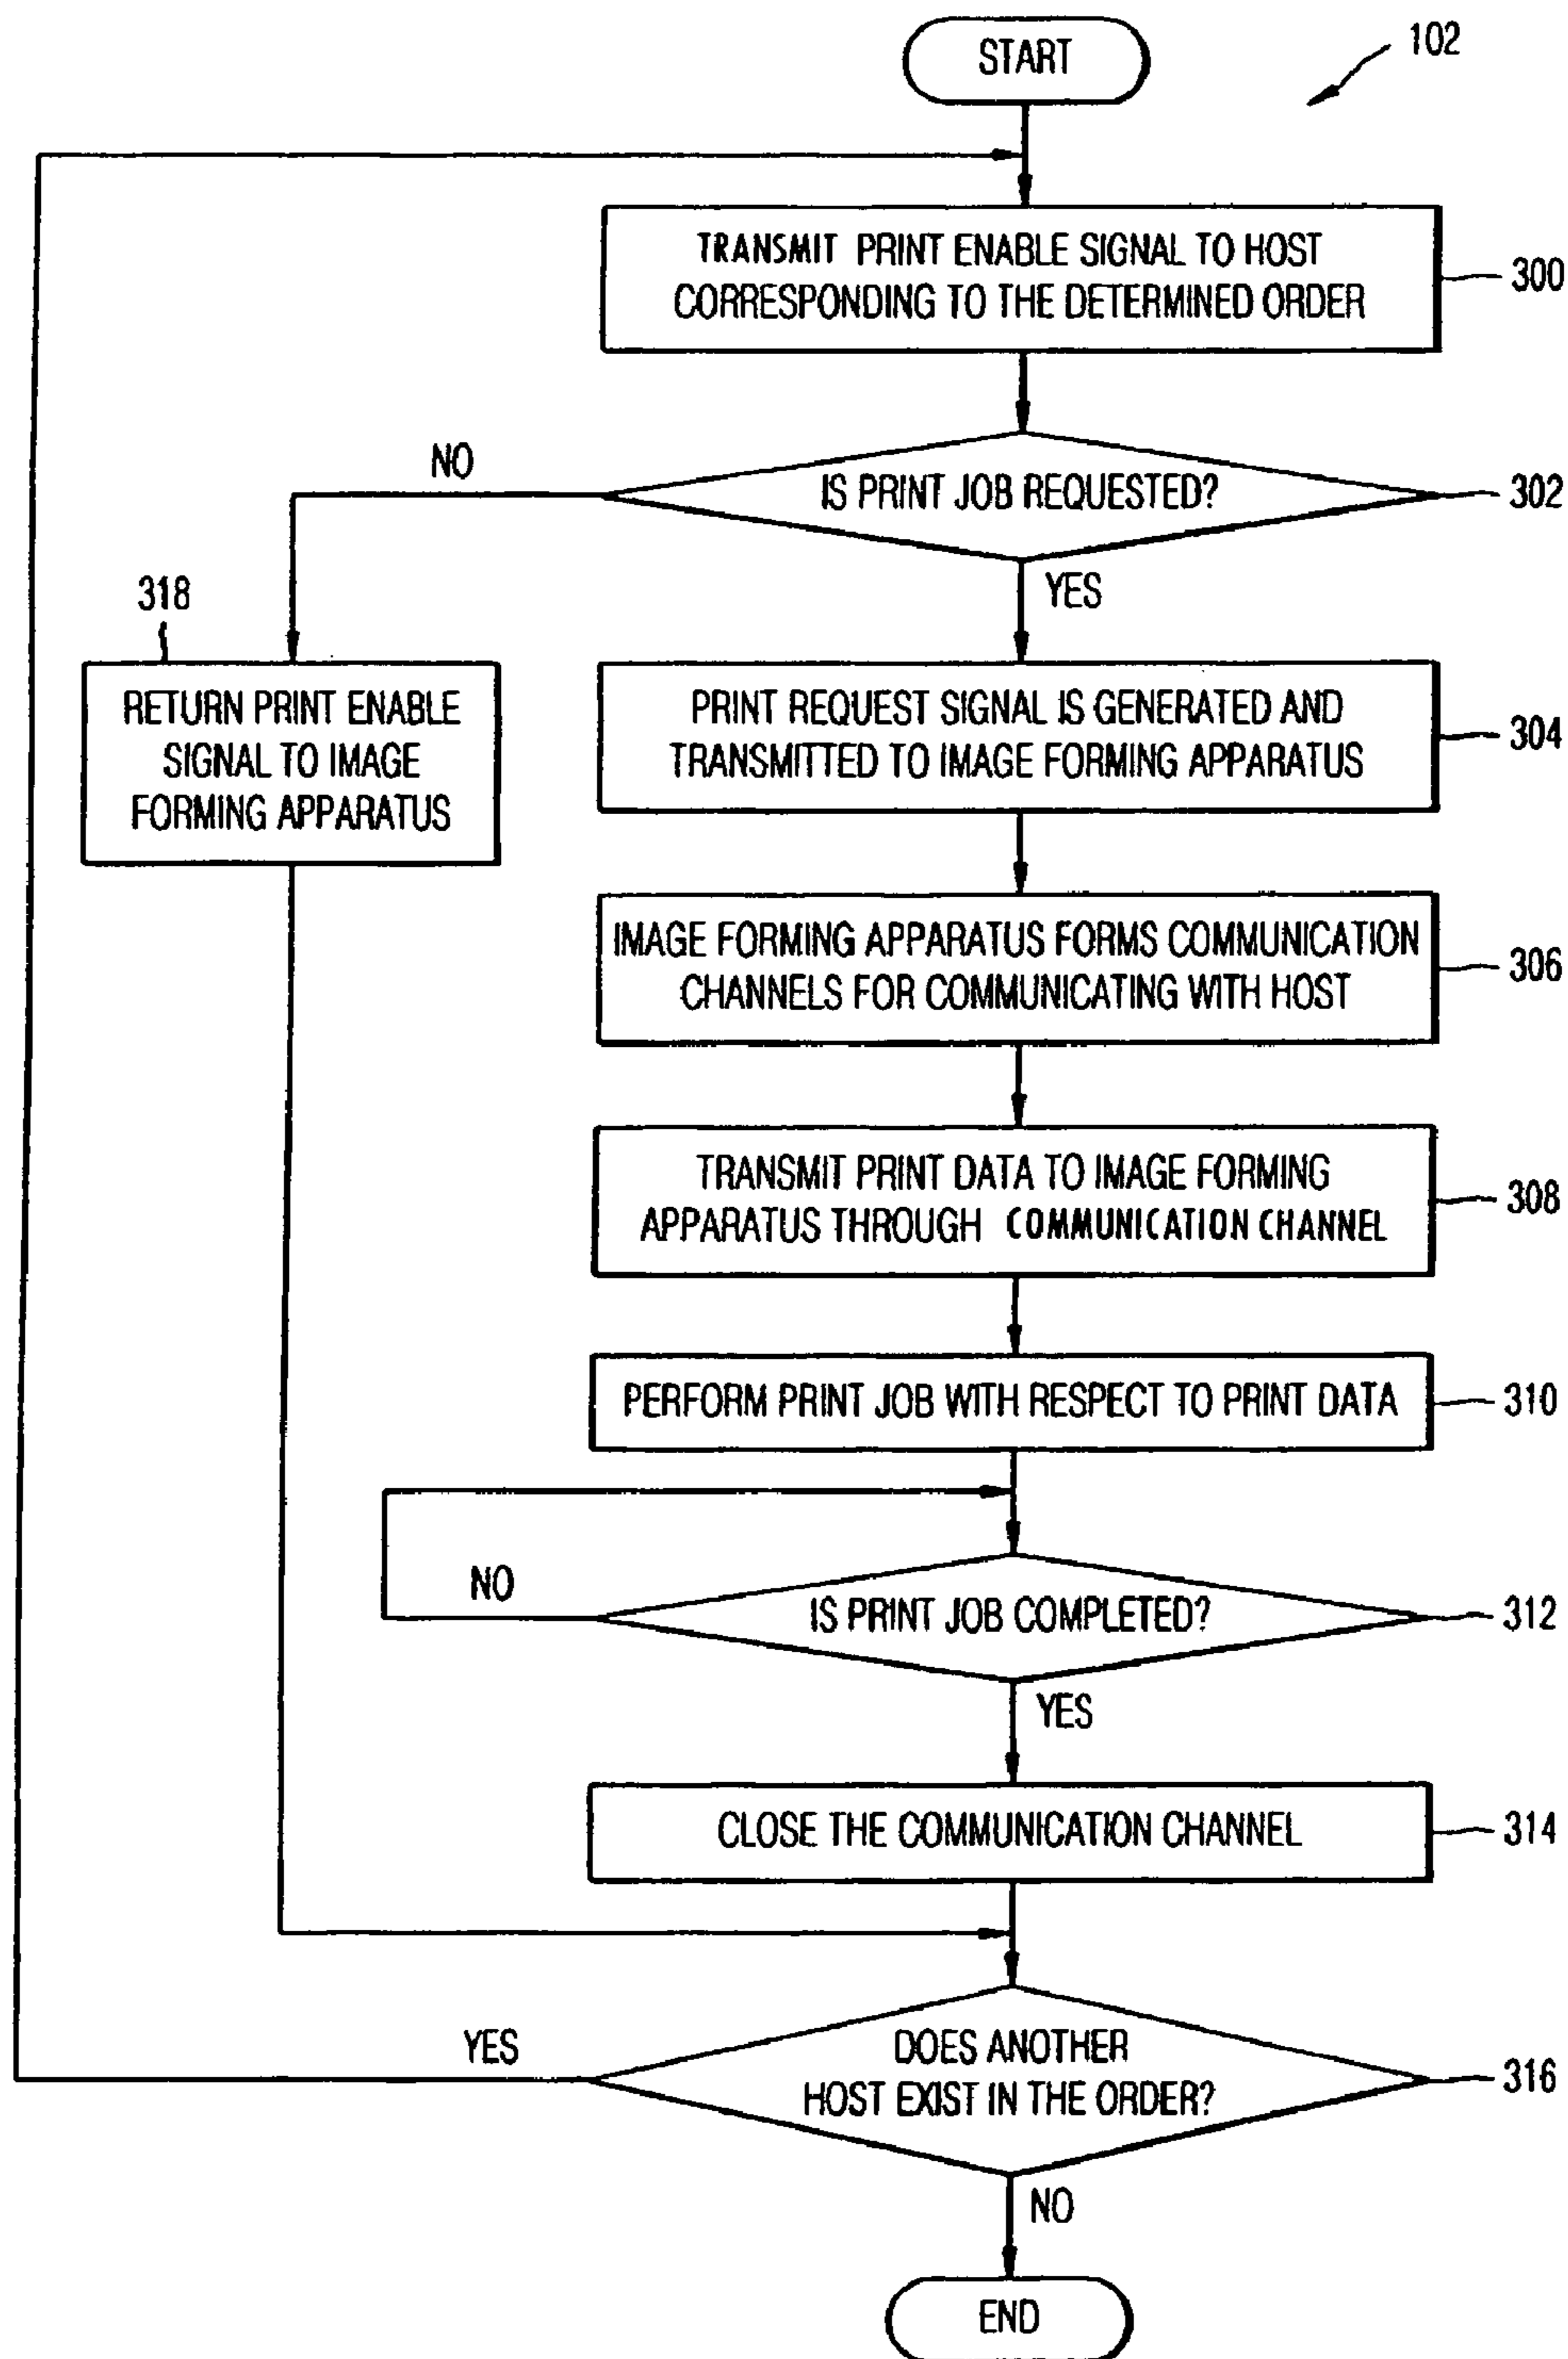 START
102
TRANSMIT PRINT ENABLE SIGNAL TO HOST
CORRESPONDING TO THE DETERMINED ORDER
300
NO
IS PRINT JOB REQUESTED?
302
YES
318
RETURN PRINT ENABLE
SIGNAL TO IMAGE
FORMING APPARATUS
PRINT REQUEST SIGNAL IS GENERATED AND
TRANSMITTED TO IMAGE FORMING APPARATUS
304
IMAGE FORMING APPARATUS FORMS COMMUNICATION
CHANNELS FOR COMMUNICATING WITH HOST
306
TRANSMIT PRINT DATA TO IMAGE FORMING
APPARATUS THROUGH COMMUNICATION CHANNEL
308
PERFORM PRINT JOB WITH RESPECT TO PRINT DATA
310
NO
IS PRINT JOB COMPLETED?
312
YES
CLOSE THE COMMUNICATION CHANNEL
314
YES
DOES ANOTHER
HOST EXIST IN THE ORDER?
316
NO
END